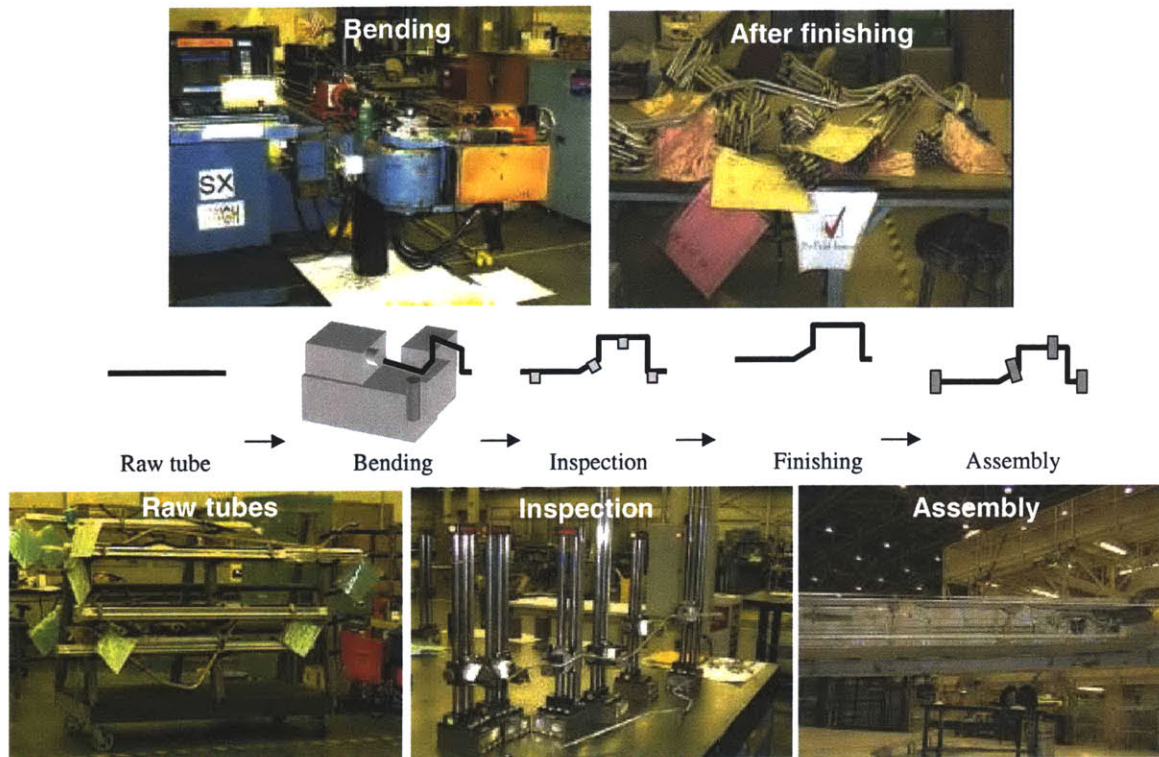 Bending
After finishing
SX
Raw tube
Bending
Inspection
Finishing
Assembly
Raw tubes
Inspection
Assembly